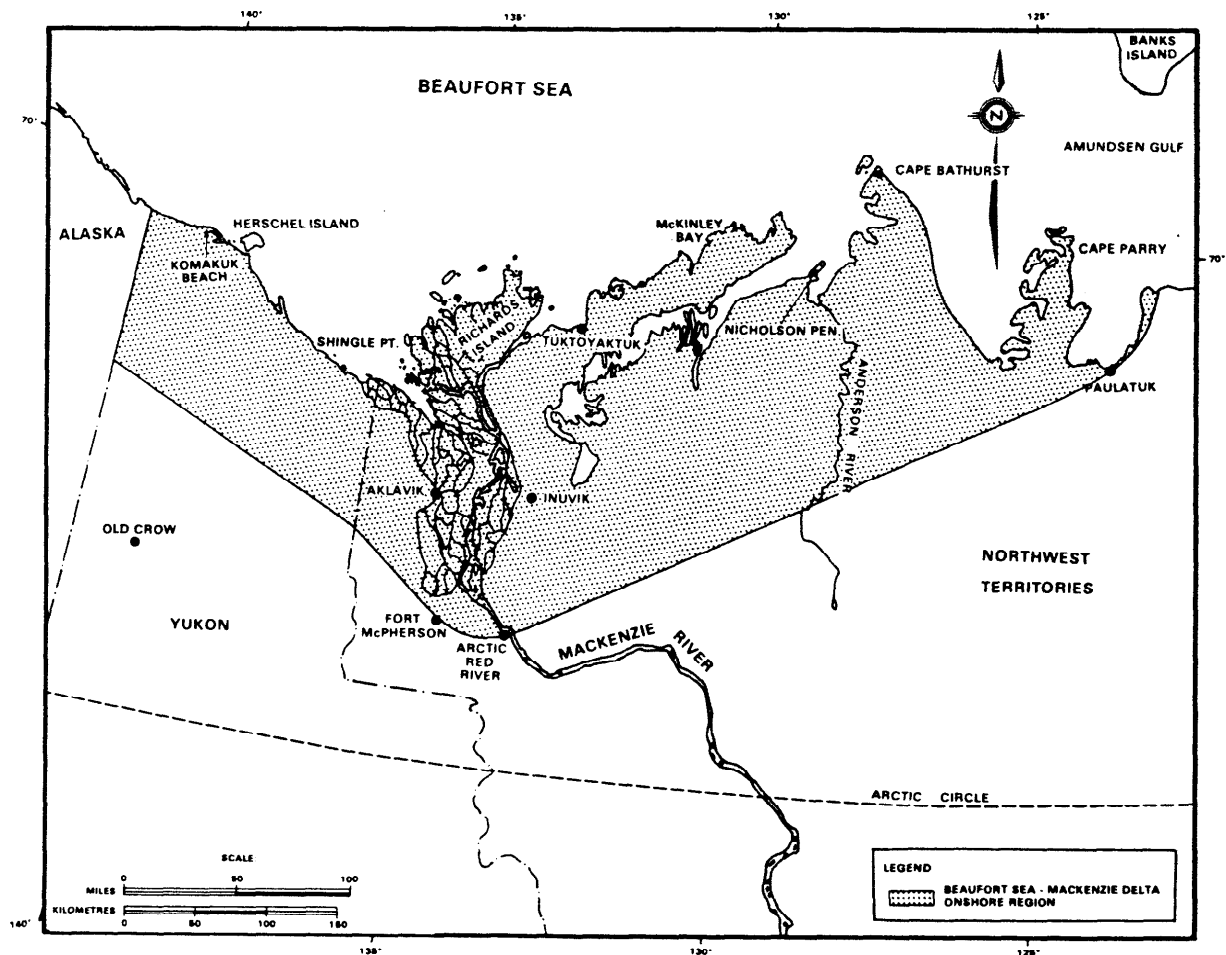 140°
135°
130°
125°
BANKS
ISLAND
BEAUFORT SEA
70°
N
AMUNDSEN GULF
CAPE BATHURST
ALASKA
HERSCHEL ISLAND
McKINLEY
BAY
CAPE PARRY
70°
KOMAKUK
BEACH
RICHARDS
ISLAND
SHINGLE PT.
TUKTOYAKTUK
NICHOLSON PEN.
PAULATUK
ANDERSON RIVER
AKLAVIK
INUVIK
OLD CROW
NORTHWEST
TERRITORIES
YUKON
FORT
McPHERSON
ARCTIC
RED
RIVER
MACKENZIE RIVER
ARCTIC CIRCLE
SCALE
0 50 100
MILES
KILOMETRES
0 50 100 150
LEGEND
BEAUFORT SEA - MACKENZIE DELTA
ONSHORE REGION
140°
135°
130°
125°